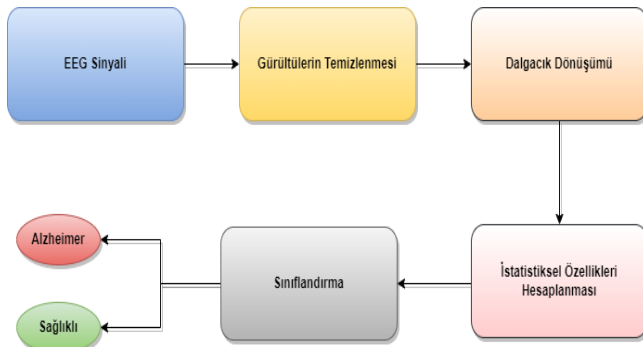 EEG Sinyali
Gürültülerin Temizlenmesi
Dalgacık Dönüşümü
İstatistiksel Özellikleri
Hesaplanması
Sınıflandırma
Alzheimer
Sağlıklı